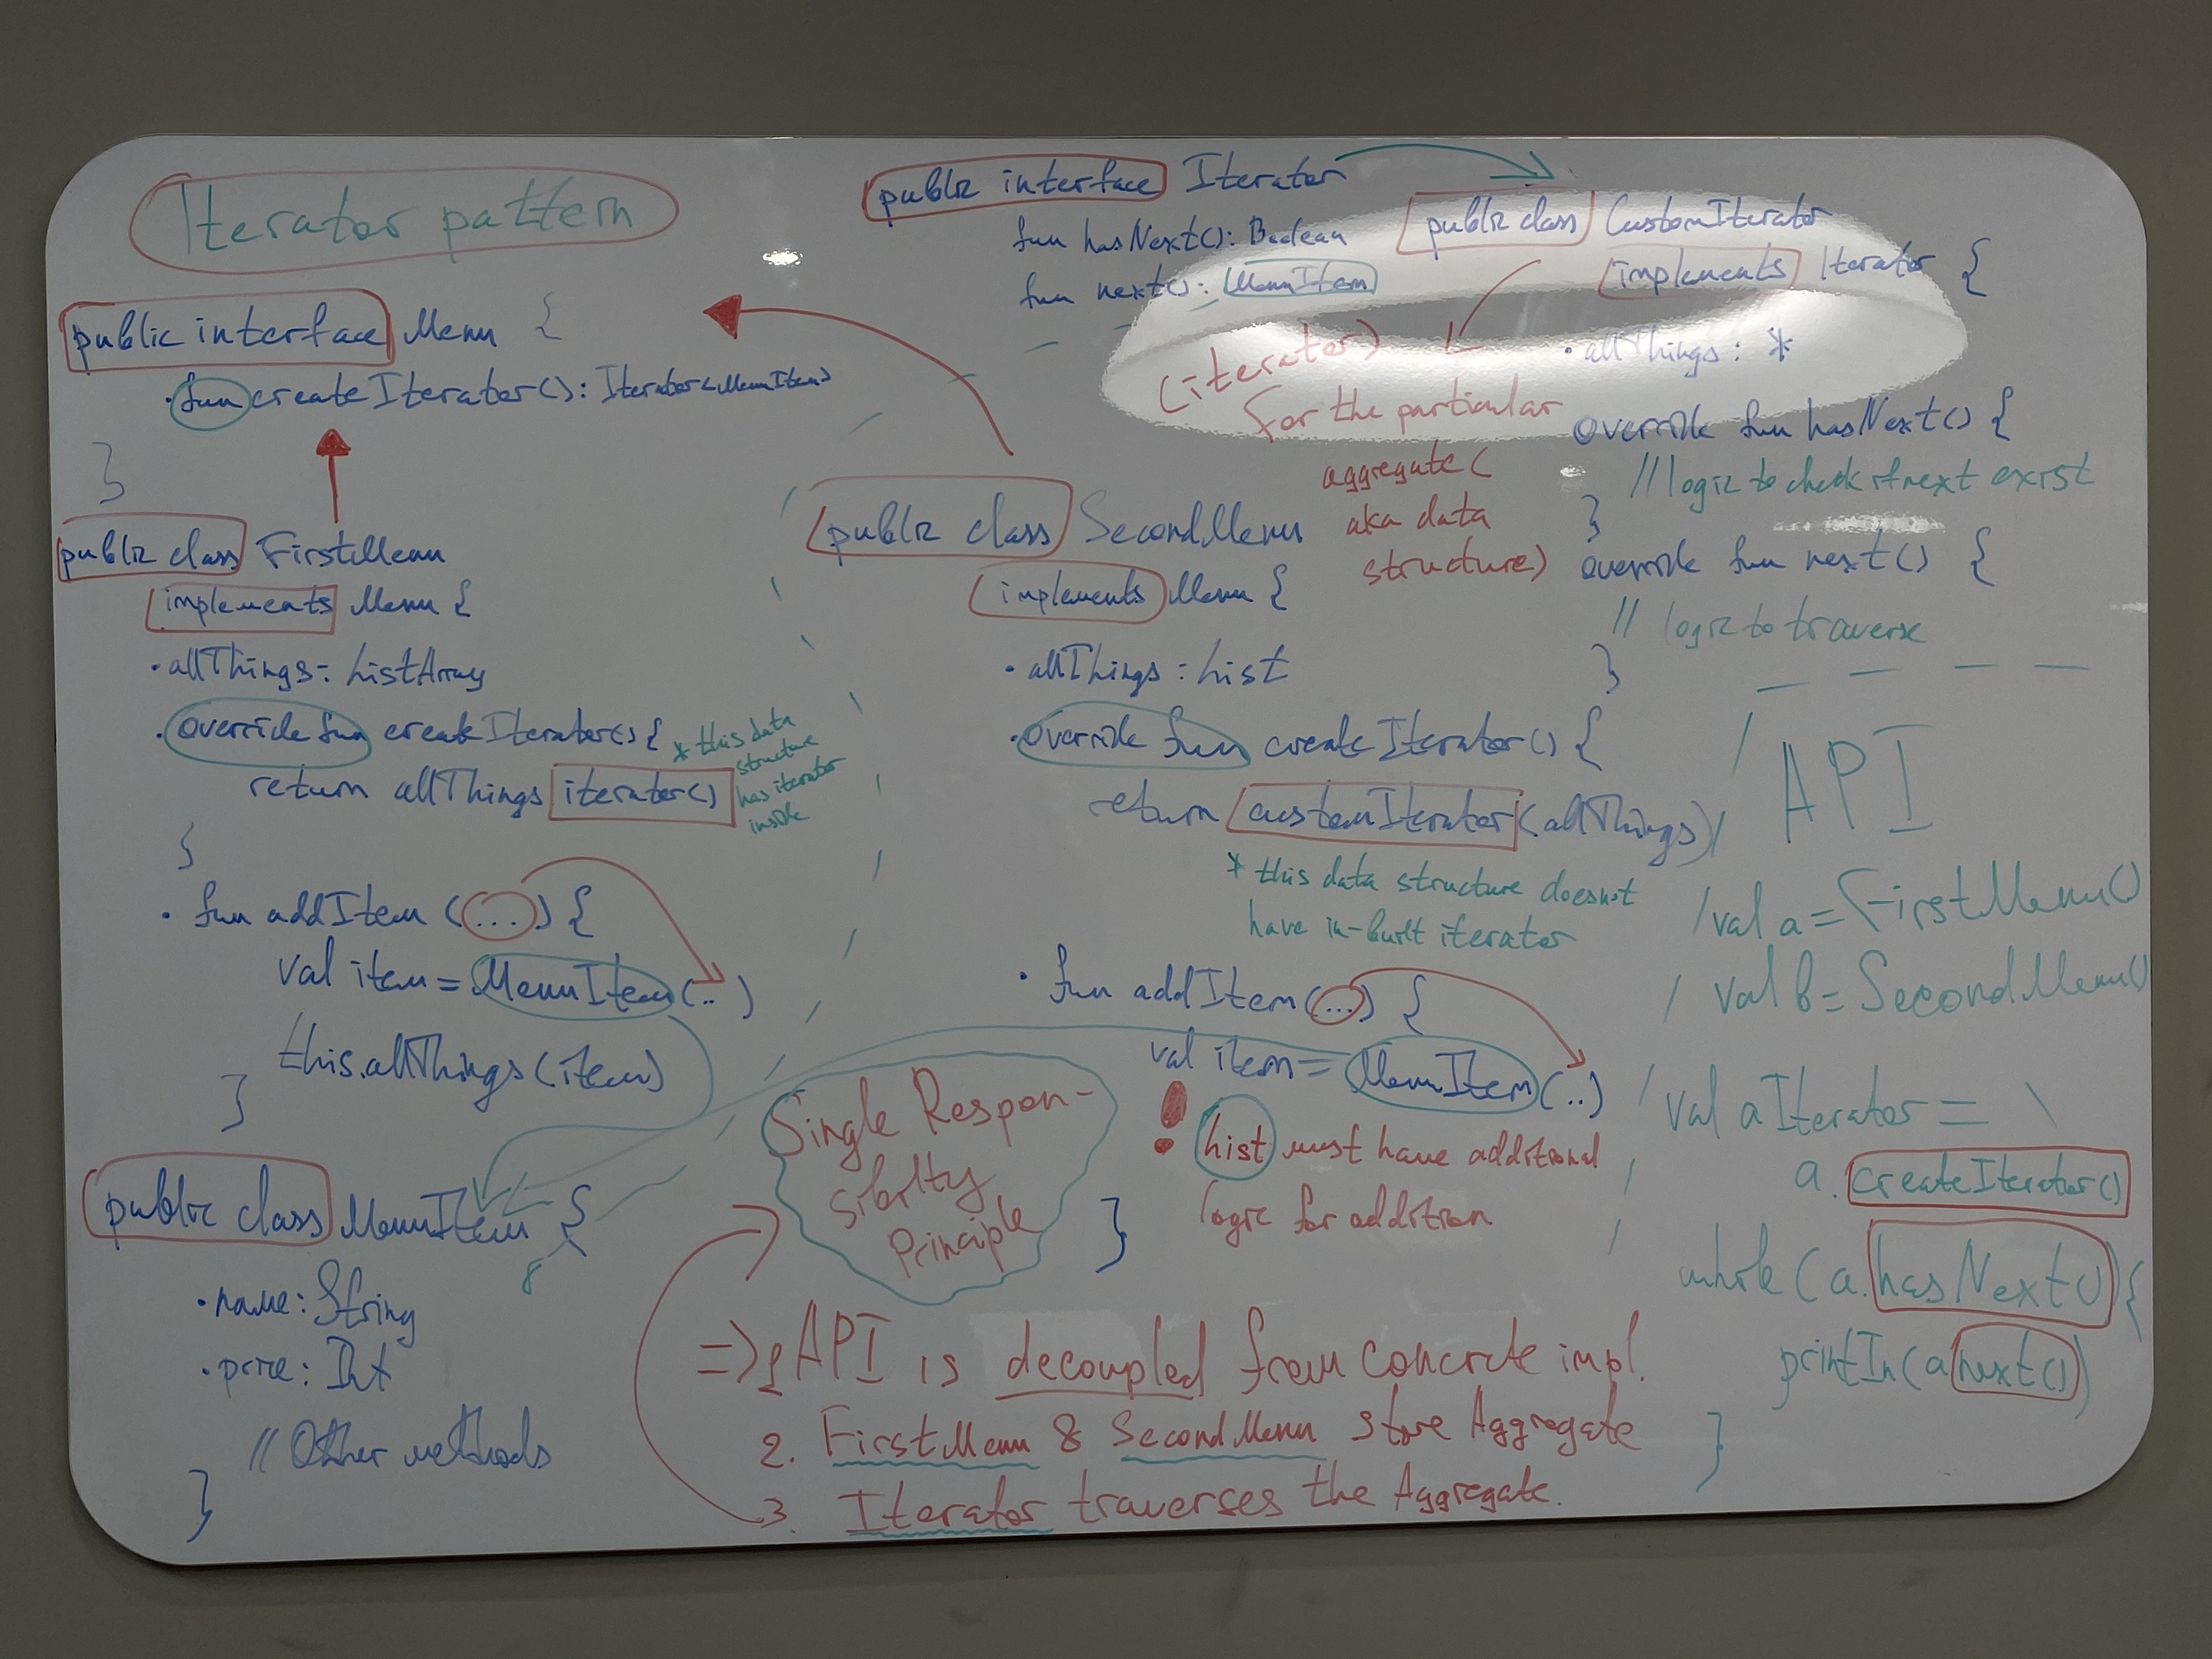 Iterator pattern
public interface Menu {
· fun createIterator(): Iterator<MenuItem>
}
public class FirstMenu
implements Menu {
· allThings: ListArray
· override fun createIterator() {
return allThings iterator()
* this data
structure
has iterator
inside
}
· fun addItem (...) {
val item = MenuItem(..)
this.allThings(item)
}
public class MenuItem {
· name: String
· price: Int
// Other methods
}
public interface Iterator
fun hasNext(): Boolean
fun next(): MenuItem
public class CustomIterator
implements Iterator {
· allThings: *
override fun hasNext() {
// logic to check if next exist
}
override fun next() {
// logic to traverse
}
(iterator)
For the particular
aggregate (
aka data
structure)
public class SecondMenu
implements Menu {
· allThings: List
· override fun createIterator() {
return customIterator(allThings)
* this data structure doesnot
have in-built iterator
· fun addItem(...) {
val item = MenuItem(..)
! List must have additional
logic for addition
}
Single Respon-
sibility
Principle
=> 1 API is decoupled from concrete impl.
2. FirstMenu & SecondMenu store Aggregate
3. Iterator traverses the Aggregate.
API
val a = FirstMenu()
val b = SecondMenu()
val aIterator = \
a. createIterator()
while (a.hasNext()) {
println(a next())
}